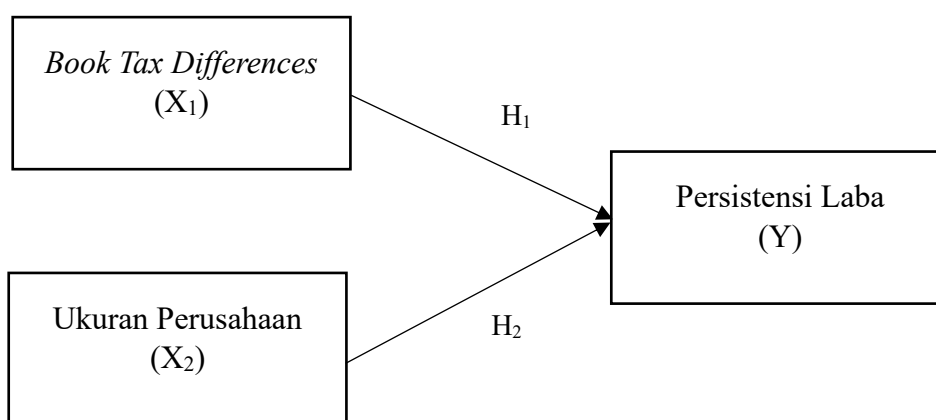 Book Tax Differences
(X₁)
H₁
Persistensi Laba
(Y)
Ukuran Perusahaan
(X₂)
H₂